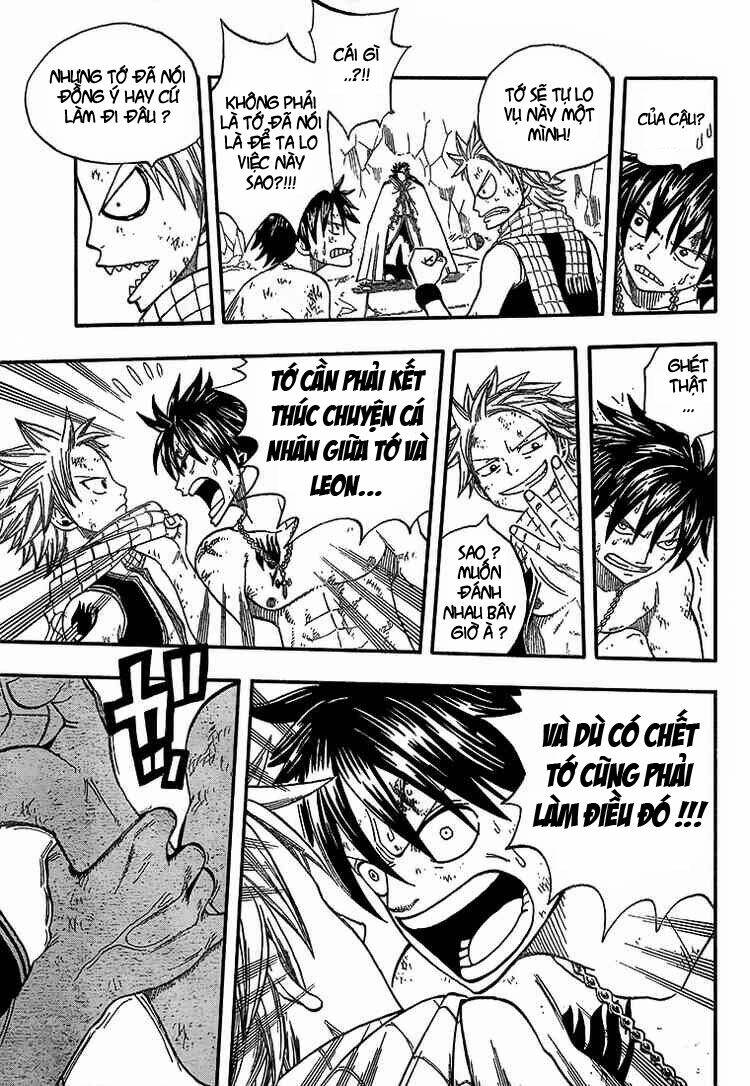 CỦA CẬU?
TỚ SẼ TỰ LO
VỤ NÀY MỘT
MÌNH!
CÁI GÌ
..?!!
KHÔNG PHẢI
LÀ TỚ ĐÃ NÓI
LÀ ĐỂ TA LO
VIỆC NÀY
SAO?!!!
NHƯNG TỚ ĐÃ NÓI
ĐỒNG Ý HAY CỨ
LÀM ĐI ĐÂU ?
GHÉT
THẬT
...
SAO ?
MUỐN
ĐÁNH
NHAU BÂY
GIỜ À ?
TỚ CẦN PHẢI KẾT
THÚC CHUYỆN CÁ
NHÂN GIỮA TỚ VÀ
LEON...
VÀ DÙ CÓ CHẾT
TỚ CŨNG PHẢI
LÀM ĐIỀU ĐÓ !!!
ガッ!!